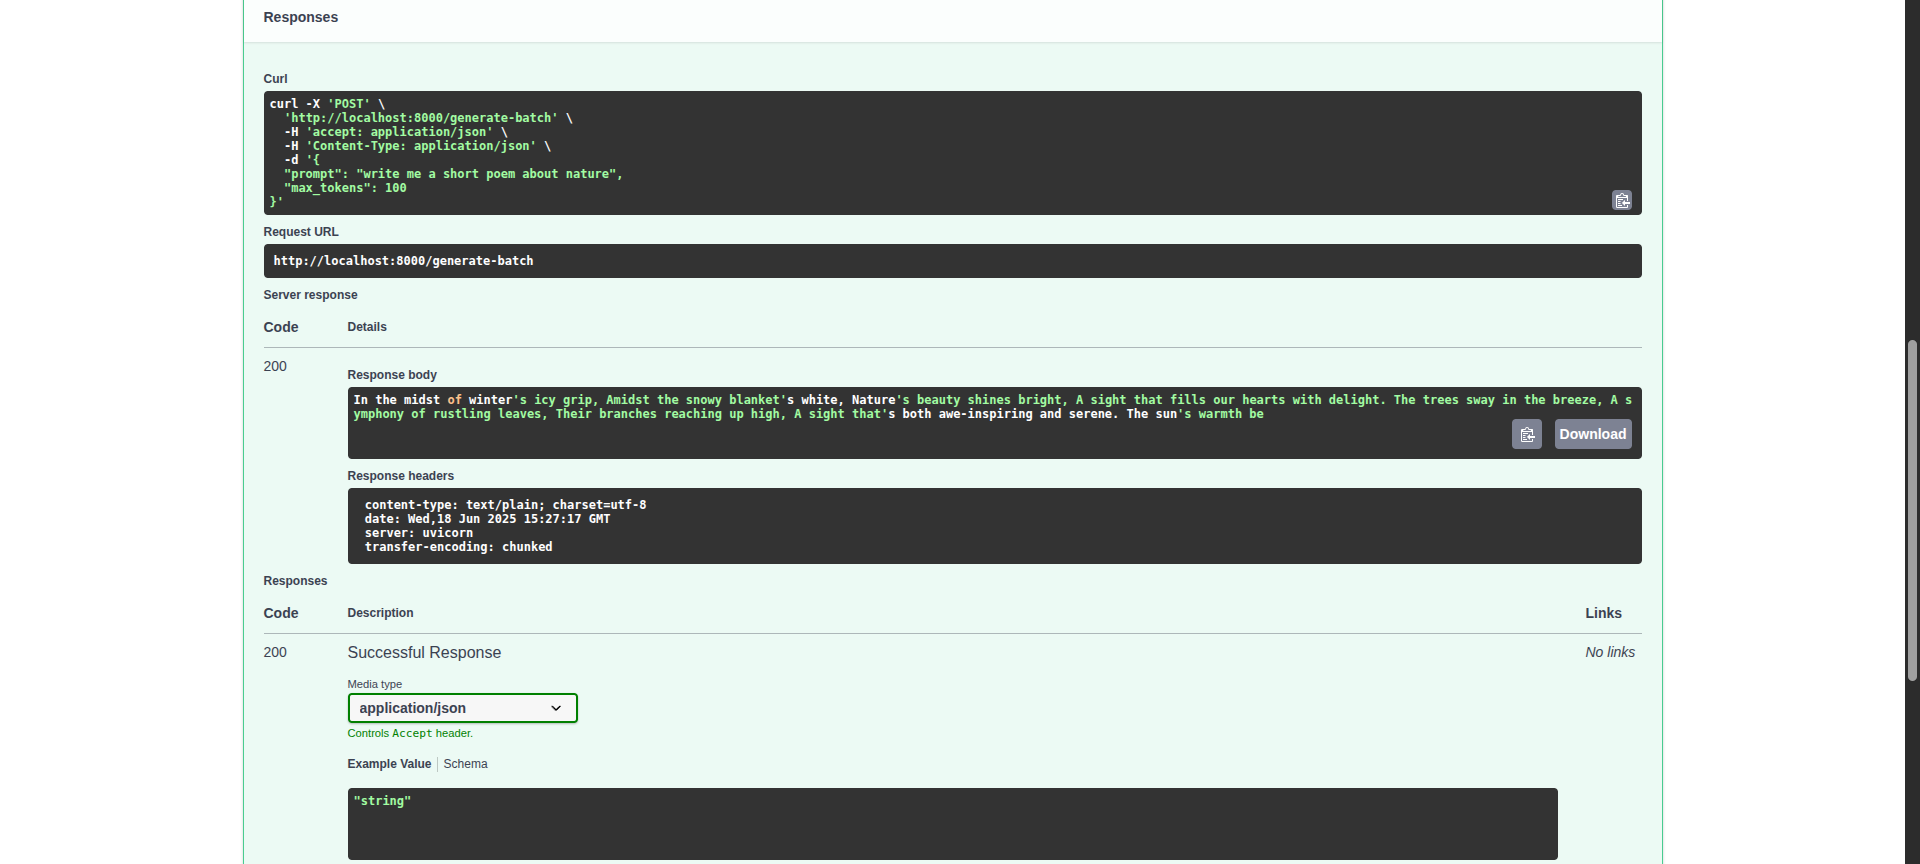 Responses
Curl
curl -X 'POST' \
  'http://localhost:8000/generate-batch' \
  -H 'accept: application/json' \
  -H 'Content-Type: application/json' \
  -d '{
  "prompt": "write me a short poem about nature",
  "max_tokens": 100
}'
Request URL
http://localhost:8000/generate-batch
Server response
Code Details
200
Response body
In the midst of winter's icy grip, Amidst the snowy blanket's white, Nature's beauty shines bright, A sight that fills our hearts with delight. The trees sway in the breeze, A s
ymphony of rustling leaves, Their branches reaching up high, A sight that's both awe-inspiring and serene. The sun's warmth be
Download
Response headers
content-type: text/plain; charset=utf-8
date: Wed,18 Jun 2025 15:27:17 GMT
server: uvicorn
transfer-encoding: chunked
Responses
Code Description Links
200 Successful Response No links
Media type
application/json
Controls Accept header.
Example Value Schema
"string"